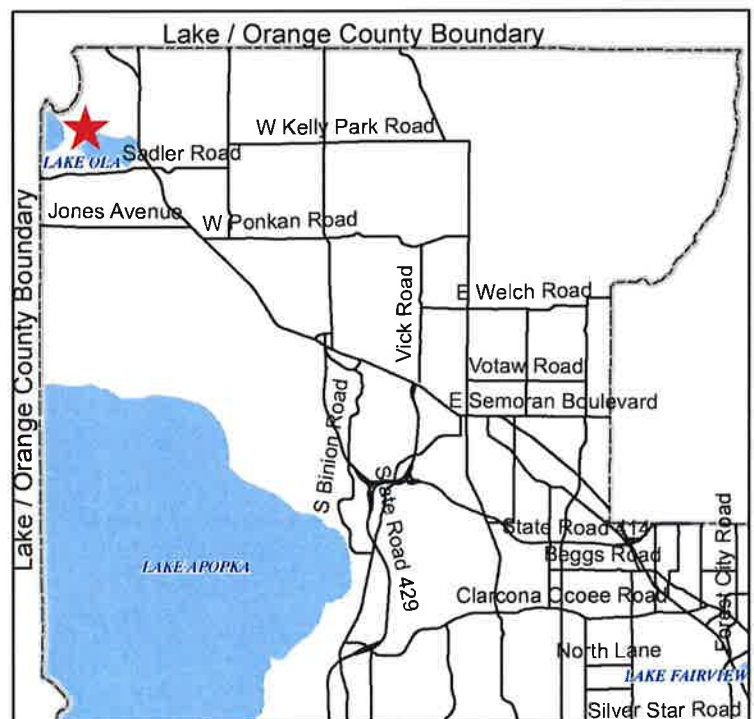 Lake / Orange County Boundary
W Kelly Park Road
LAKE OLA
Sadler Road
Jones Avenue
W Ponkan Road
Lake / Orange County Boundary
Vick Road
E Welch Road
Votaw Road
E Semoran Boulevard
S Binion Road
State Road 429
State Road 414
Beggs Road
Forest City Road
LAKE APOPKA
Clarcona Ocoee Road
North Lane
LAKE FAIRVIEW
Silver Star Road